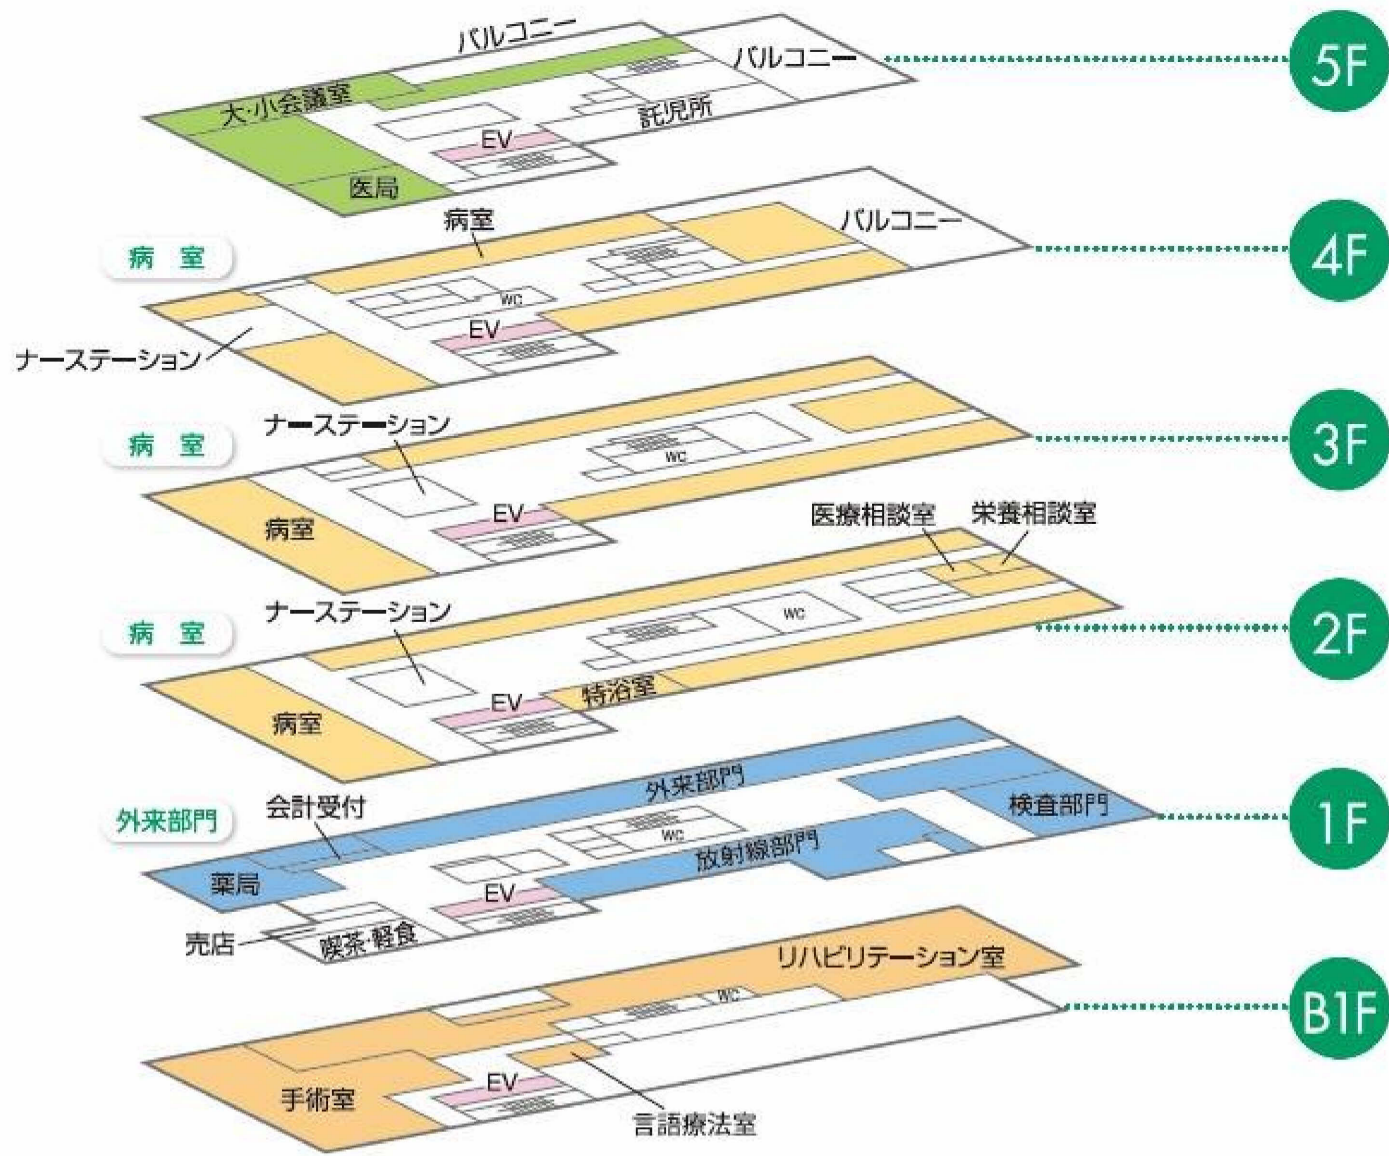 バルコニー
バルコニー
5F
大・小会議室
託児所
EV
医局
病室
バルコニー
病　室
4F
WC
EV
ナーステーション
ナーステーション
病　室
3F
WC
EV
病室
医療相談室
栄養相談室
ナーステーション
病　室
2F
WC
特浴室
EV
病室
外来部門
会計受付
外来部門
検査部門
1F
WC
放射線部門
薬局
EV
売店
喫茶・軽食
リハビリテーション室
WC
B1F
EV
手術室
言語療法室